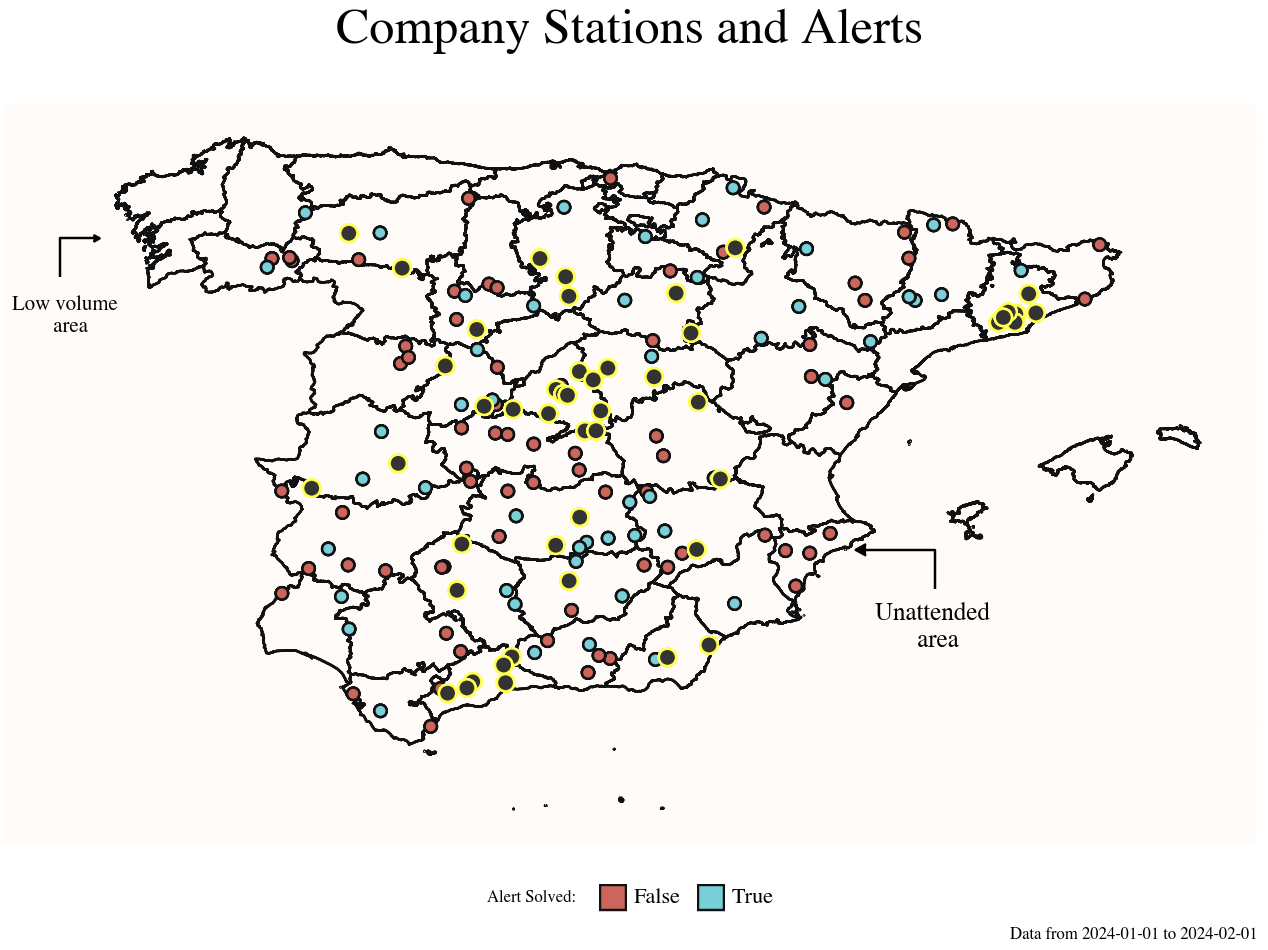 Company Stations and Alerts
Low volume
area
Unattended
area
Alert Solved:
False
True
Data from 2024-01-01 to 2024-02-01